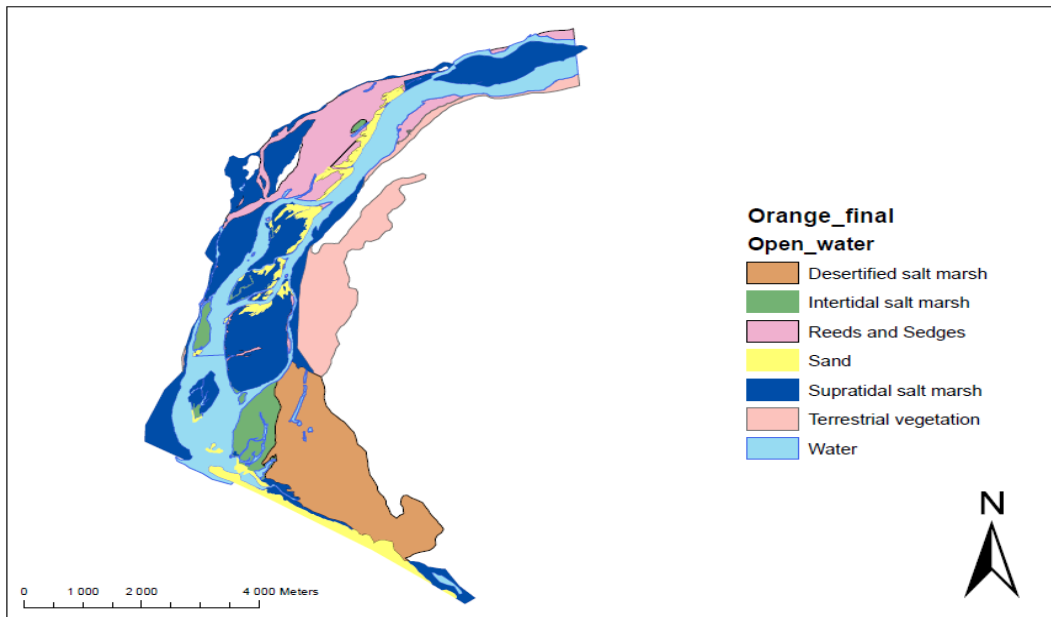 Orange_final
Open_water
Desertified salt marsh
Intertidal salt marsh
Reeds and Sedges
Sand
Supratidal salt marsh
Terrestrial vegetation
Water
N
0 1 000 2 000 4 000 Meters